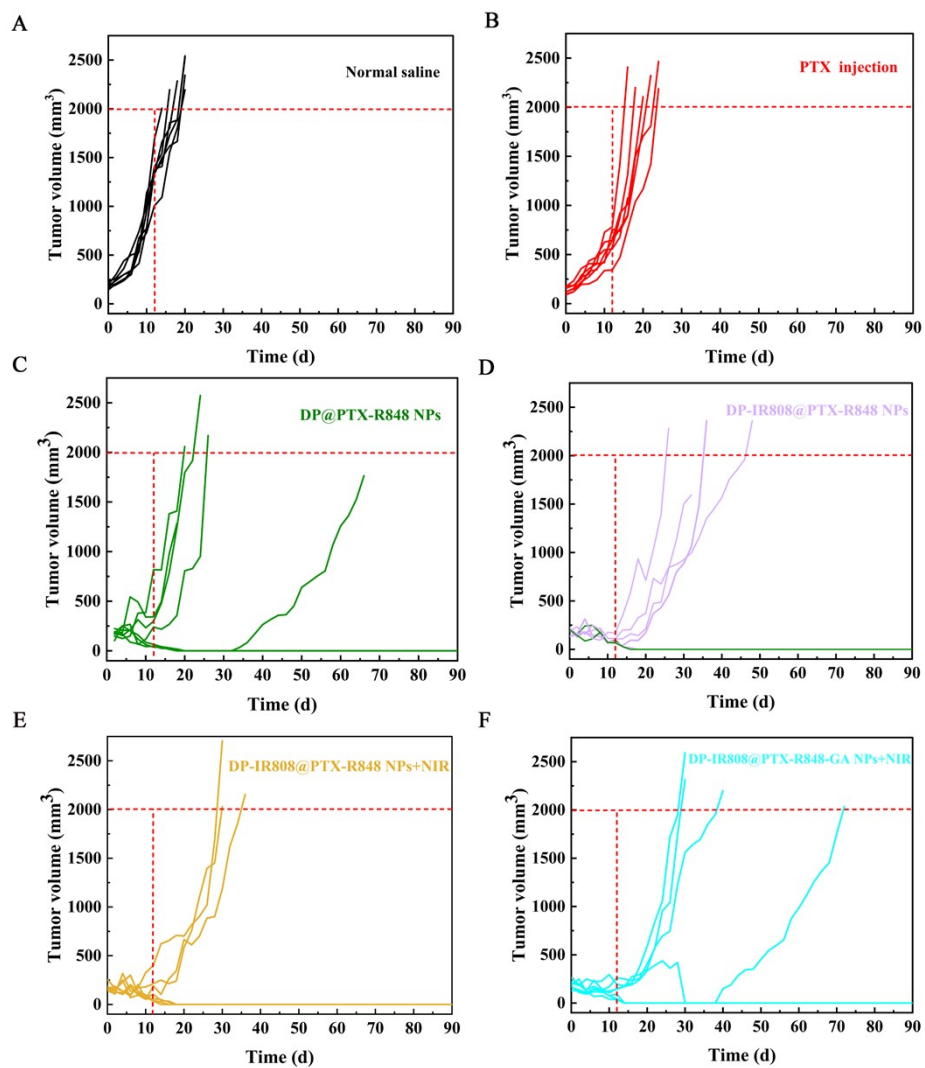 A
Normal saline
Tumor volume (mm³)
2500
2000
1500
1000
500
0
0 10 20 30 40 50 60 70 80 90
Time (d)
B
PTX injection
Tumor volume (mm³)
2500
2000
1500
1000
500
0
0 10 20 30 40 50 60 70 80 90
Time (d)
C
DP@PTX-R848 NPs
Tumor volume (mm³)
2500
2000
1500
1000
500
0
0 10 20 30 40 50 60 70 80 90
Time (d)
D
DP-IR808@PTX-R848 NPs
Tumor volume (mm³)
2500
2000
1500
1000
500
0
0 10 20 30 40 50 60 70 80 90
Time (d)
E
DP-IR808@PTX-R848 NPs+NIR
Tumor volume (mm³)
2500
2000
1500
1000
500
0
0 10 20 30 40 50 60 70 80 90
Time (d)
F
DP-IR808@PTX-R848-GA NPs+NIR
Tumor volume (mm³)
2500
2000
1500
1000
500
0
0 10 20 30 40 50 60 70 80 90
Time (d)